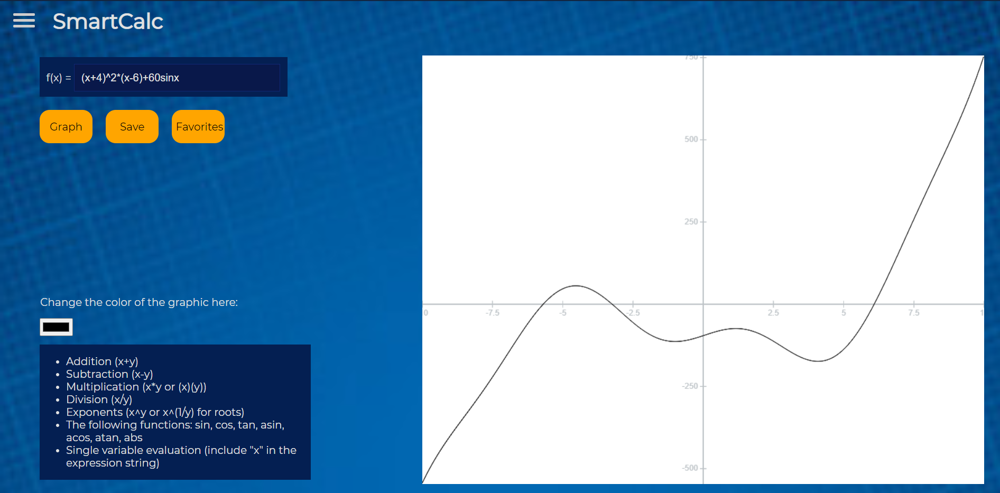 SmartCalc
f(x) = (x+4)^2*(x-6)+60sinx
Graph Save Favorites
Change the color of the graphic here:
• Addition (x+y)
• Subtraction (x-y)
• Multiplication (x*y or (x)(y))
• Division (x/y)
• Exponents (x^y or x^(1/y) for roots)
• The following functions: sin, cos, tan, asin,
acos, atan, abs
• Single variable evaluation (include "x" in the
expression string)
750
500
250
0 -7.5 -5 -2.5 2.5 5 7.5 1
-250
-500